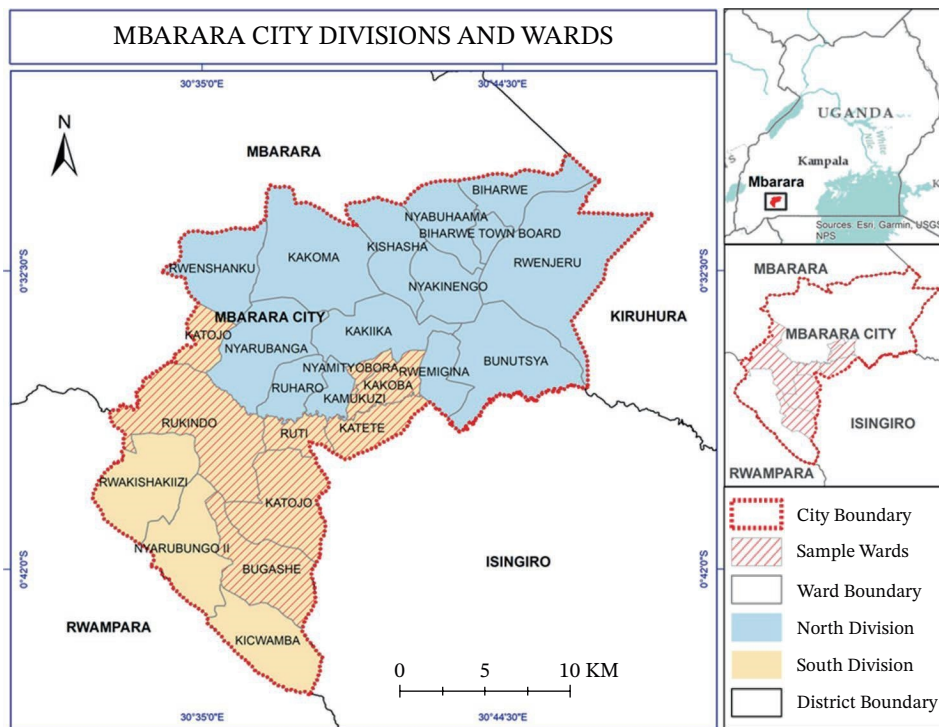 MBARARA CITY DIVISIONS AND WARDS
30°35'0"E
30°44'30"E
N
MBARARA
BIHARWE
NYABUHAAMA
BIHARWE TOWN BOARD
KISHASHA
KAKOMA
RWENJERU
RWENSHANKU
NYAKINENGO
0°32'30"S
0°32'30"S
MBARARA CITY
KIRUHURA
KATOJO
KAKIIKA
NYARUBANGA
BUNUTSYA
NYAMITYOBORA
RWEMIGINA
RUHARO
KAKOBA
KAMUKUZI
RUKINDO
RUTI
KATETE
RWAKISHAKIIZI
KATOJO
NYARUBUNGO II
BUGASHE
ISINGIRO
0°42'0"S
0°42'0"S
RWAMPARA
KICWAMBA
0 5 10 KM
30°35'0"E
30°44'30"E
UGANDA
White
Nile
Kampala
Mbarara
Sources: Esri, Garmin, USGS,
NPS
MBARARA
MBARARA CITY
ISINGIRO
RWAMPARA
City Boundary
Sample Wards
Ward Boundary
North Division
South Division
District Boundary